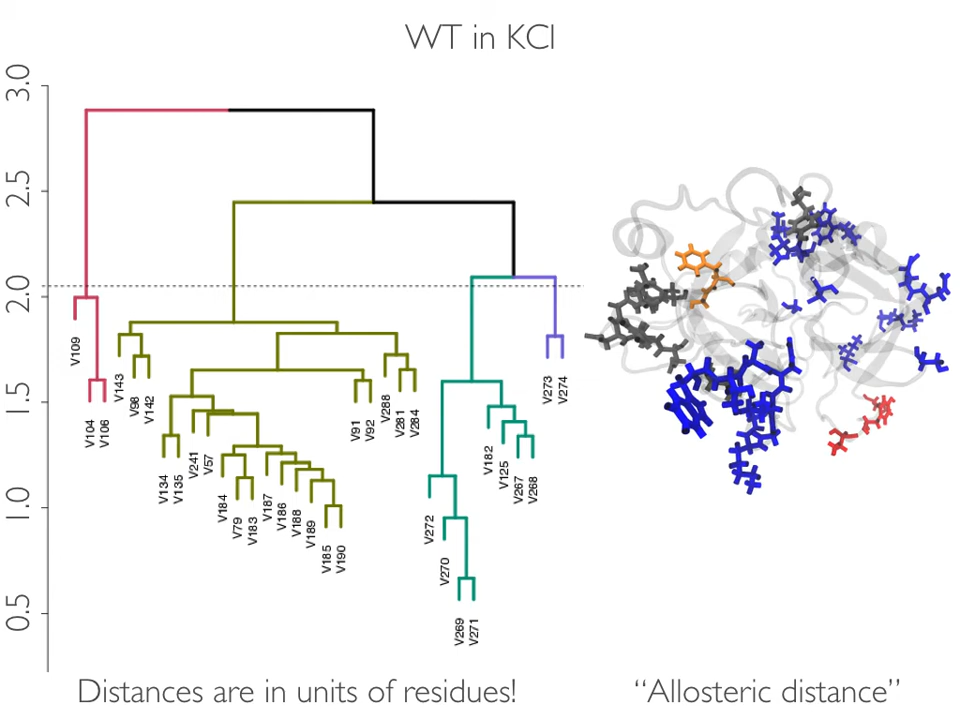 WT in KCl
3.0
2.5
2.0
1.5
1.0
0.5
V109
V104
V106
V143
V98
V142
V134
V135
V241
V57
V184
V79
V183
V187
V186
V188
V189
V185
V190
V91
V92
V288
V281
V284
V272
V270
V269
V271
V182
V125
V267
V268
V273
V274
Distances are in units of residues!
“Allosteric distance”